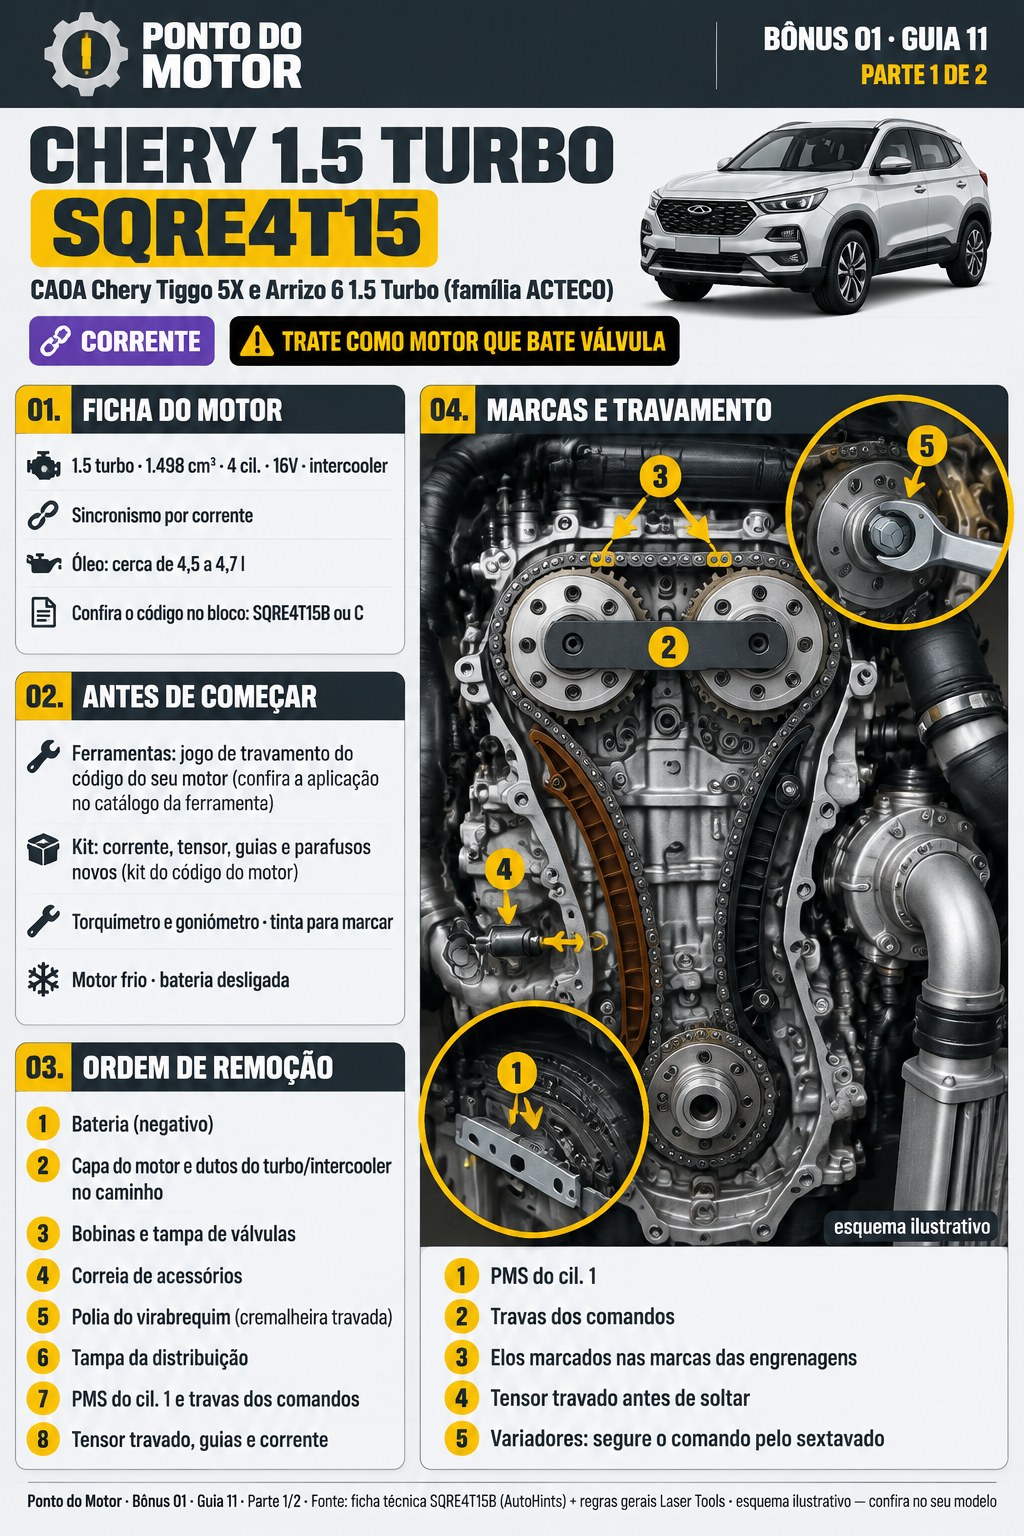 PONTO DO
MOTOR
BÔNUS 01 · GUIA 11
PARTE 1 DE 2
CHERY 1.5 TURBO
SQRE4T15
CAOA Chery Tiggo 5X e Arrizo 6 1.5 Turbo (família ACTECO)
CORRENTE
TRATE COMO MOTOR QUE BATE VÁLVULA
01. FICHA DO MOTOR
1.5 turbo · 1.498 cm³ · 4 cil. · 16V · intercooler
Sincronismo por corrente
Óleo: cerca de 4,5 a 4,7 l
Confira o código no bloco: SQRE4T15B ou C
02. ANTES DE COMEÇAR
Ferramentas: jogo de travamento do
código do seu motor (confira a aplicação
no catálogo da ferramenta)
Kit: corrente, tensor, guias e parafusos
novos (kit do código do motor)
Torquímetro e goniómetro · tinta para marcar
Motor frio · bateria desligada
03. ORDEM DE REMOÇÃO
1 Bateria (negativo)
2 Capa do motor e dutos do turbo/intercooler
no caminho
3 Bobinas e tampa de válvulas
4 Correia de acessórios
5 Polia do virabrequim (cremalheira travada)
6 Tampa da distribuição
7 PMS do cil. 1 e travas dos comandos
8 Tensor travado, guias e corrente
04. MARCAS E TRAVAMENTO
5
3
2
4
1
esquema ilustrativo
1 PMS do cil. 1
2 Travas dos comandos
3 Elos marcados nas marcas das engrenagens
4 Tensor travado antes de soltar
5 Variadores: segure o comando pelo sextavado
Ponto do Motor · Bônus 01 · Guia 11 · Parte 1/2 · Fonte: ficha técnica SQRE4T15B (AutoHints) + regras gerais Laser Tools · esquema ilustrativo — confira no seu modelo